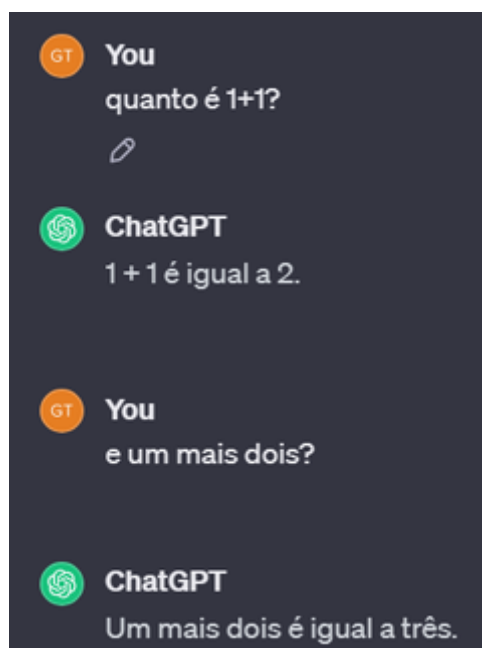 GT You
quanto é 1+1?
ChatGPT
1 + 1 é igual a 2.
GT You
e um mais dois?
ChatGPT
Um mais dois é igual a três.